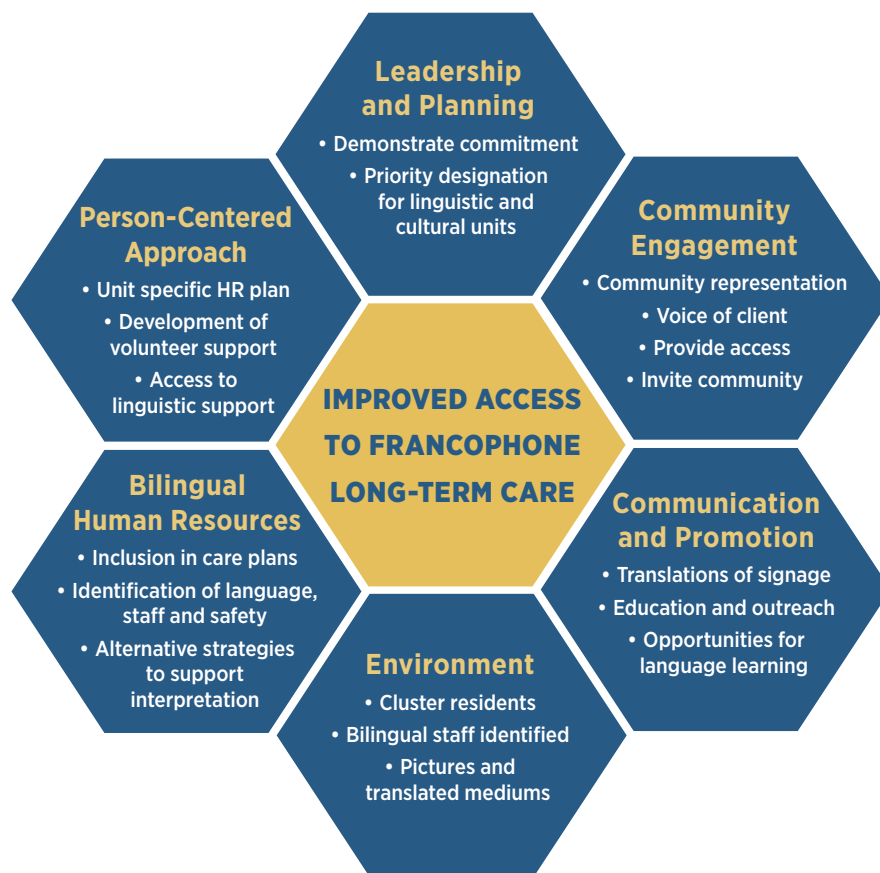 Leadership
and Planning
• Demonstrate commitment
• Priority designation
for linguistic and
cultural units
Person-Centered
Approach
• Unit specific HR plan
• Development of
volunteer support
• Access to
linguistic support
Community
Engagement
• Community representation
• Voice of client
• Provide access
• Invite community
IMPROVED ACCESS
TO FRANCOPHONE
LONG-TERM CARE
Bilingual
Human Resources
• Inclusion in care plans
• Identification of language,
staff and safety
• Alternative strategies
to support
interpretation
Communication
and Promotion
• Translations of signage
• Education and outreach
• Opportunities for
language learning
Environment
• Cluster residents
• Bilingual staff identified
• Pictures and
translated mediums